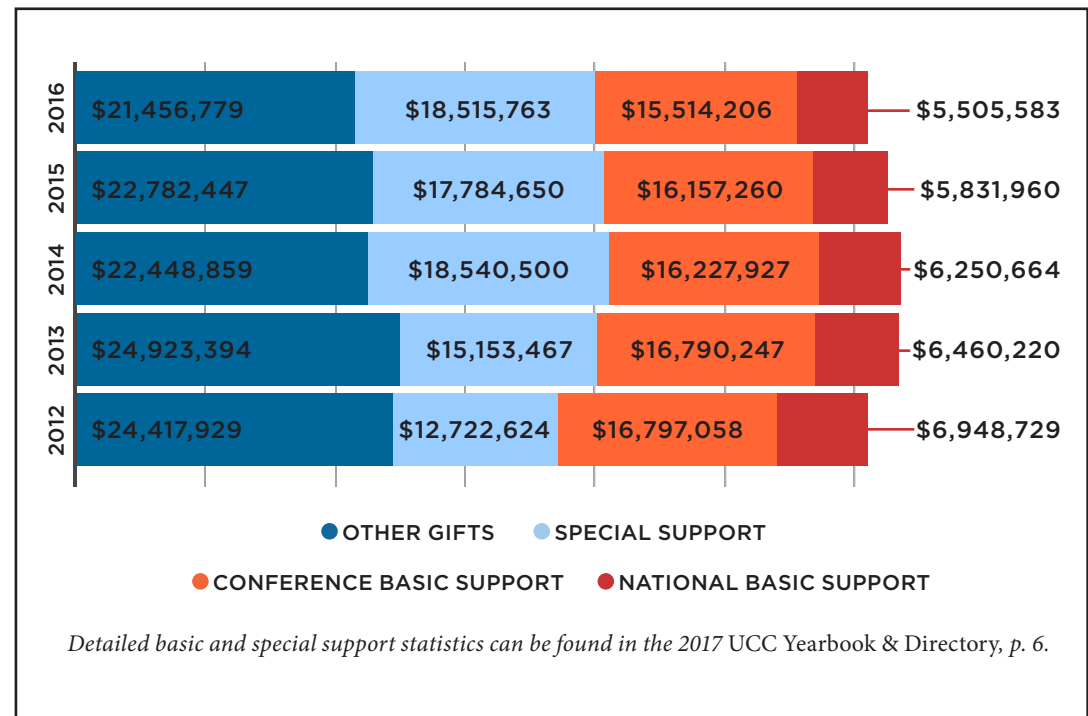 2016 $21,456,779 $18,515,763 $15,514,206 $5,505,583
2015 $22,782,447 $17,784,650 $16,157,260 $5,831,960
2014 $22,448,859 $18,540,500 $16,227,927 $6,250,664
2013 $24,923,394 $15,153,467 $16,790,247 $6,460,220
2012 $24,417,929 $12,722,624 $16,797,058 $6,948,729
OTHER GIFTS SPECIAL SUPPORT
CONFERENCE BASIC SUPPORT NATIONAL BASIC SUPPORT
Detailed basic and special support statistics can be found in the 2017 UCC Yearbook & Directory, p. 6.